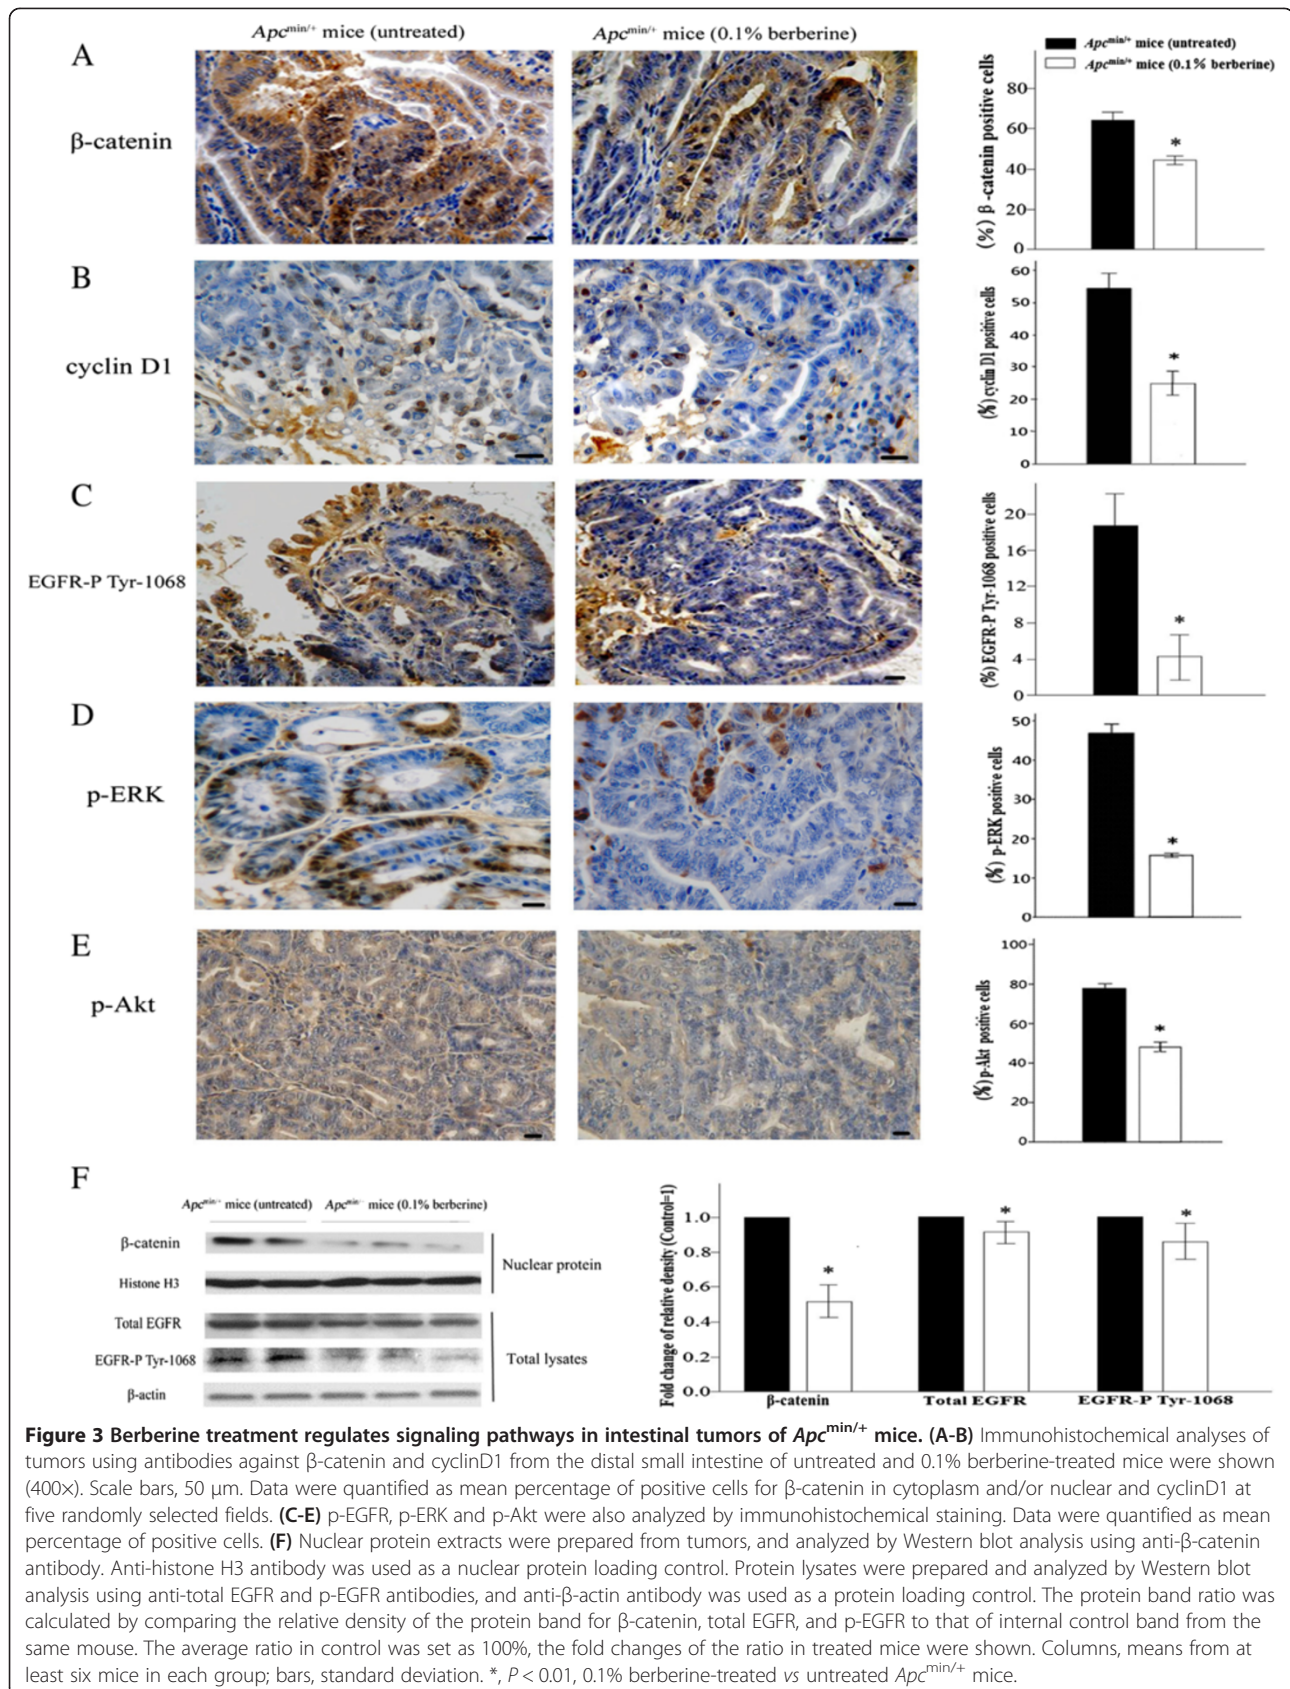 Apcmin/+ mice (untreated)
Apcmin/+ mice (0.1% berberine)
A
β-catenin
Apcmin/+ mice (untreated)
Apcmin/+ mice (0.1% berberine)
(%) β-catenin positive cells
80
60
40
20
0
*
B
cyclin D1
(%) cyclin D1 positive cells
60
50
40
30
20
10
0
*
C
EGFR-P Tyr-1068
(%) EGFR-P Tyr-1068 positive cells
20
16
12
8
4
0
*
D
p-ERK
(%) p-ERK positive cells
50
40
30
20
10
0
*
E
p-Akt
(%) p-Akt positive cells
100
80
60
40
20
0
*
F
Apcmin/+ mice (untreated)
Apcmin/+ mice (0.1% berberine)
β-catenin
Histone H3
Nuclear protein
Total EGFR
EGFR-P Tyr-1068
β-actin
Total lysates
Fold change of relative density (Control=1)
1.0
0.8
0.6
0.4
0.2
0.0
*
*
*
β-catenin
Total EGFR
EGFR-P Tyr-1068
Figure 3 Berberine treatment regulates signaling pathways in intestinal tumors of Apcmin/+ mice. (A-B) Immunohistochemical analyses of
tumors using antibodies against β-catenin and cyclinD1 from the distal small intestine of untreated and 0.1% berberine-treated mice were shown
(400×). Scale bars, 50 μm. Data were quantified as mean percentage of positive cells for β-catenin in cytoplasm and/or nuclear and cyclinD1 at
five randomly selected fields. (C-E) p-EGFR, p-ERK and p-Akt were also analyzed by immunohistochemical staining. Data were quantified as mean
percentage of positive cells. (F) Nuclear protein extracts were prepared from tumors, and analyzed by Western blot analysis using anti-β-catenin
antibody. Anti-histone H3 antibody was used as a nuclear protein loading control. Protein lysates were prepared and analyzed by Western blot
analysis using anti-total EGFR and p-EGFR antibodies, and anti-β-actin antibody was used as a protein loading control. The protein band ratio was
calculated by comparing the relative density of the protein band for β-catenin, total EGFR, and p-EGFR to that of internal control band from the
same mouse. The average ratio in control was set as 100%, the fold changes of the ratio in treated mice were shown. Columns, means from at
least six mice in each group; bars, standard deviation. *, P < 0.01, 0.1% berberine-treated vs untreated Apcmin/+ mice.